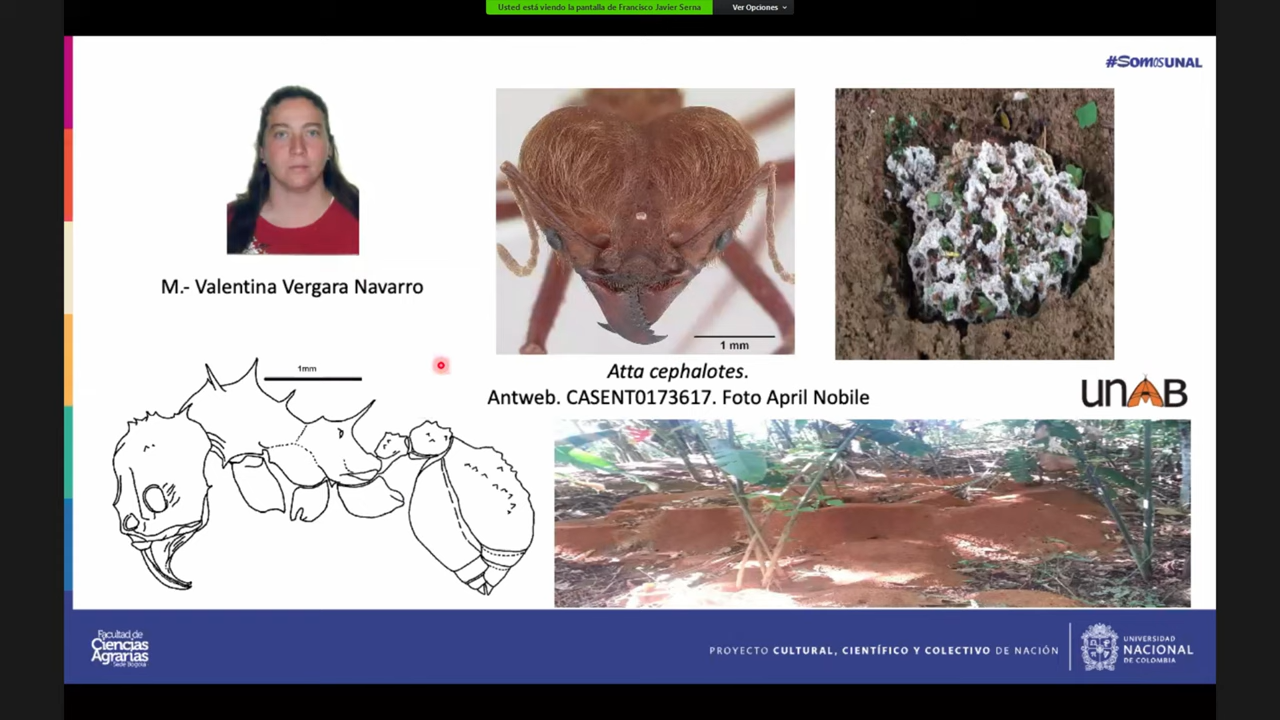 Usted está viendo la pantalla de Francisco Javier Serna
Ver Opciones
#SomosUNAL
M.- Valentina Vergara Navarro
1 mm
Atta cephalotes.
Antweb. CASENT0173617. Foto April Nobile
1mm
UNAB
Facultad de
Ciencias
Agrarias
Sede Bogotá
PROYECTO CULTURAL, CIENTÍFICO Y COLECTIVO DE NACIÓN
UNIVERSIDAD
NACIONAL
DE COLOMBIA